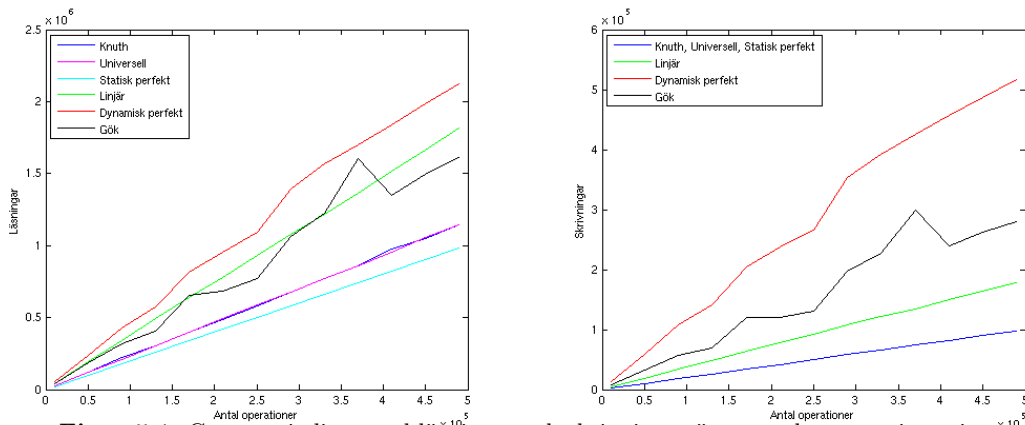 ×10 6
2.5
2
1.5
1
0.5
0
Läsningar
Knuth
Universell
Statisk perfekt
Linjär
Dynamisk perfekt
Gök
0 0.5 1 1.5 2 2.5 3 3.5 4 4.5 5
Antal operationer
×10 5
×10 5
6
5
4
3
2
1
0
Skrivningar
Knuth, Universell, Statisk perfekt
Linjär
Dynamisk perfekt
Gök
0 0.5 1 1.5 2 2.5 3 3.5 4 4.5 5
Antal operationer
×10